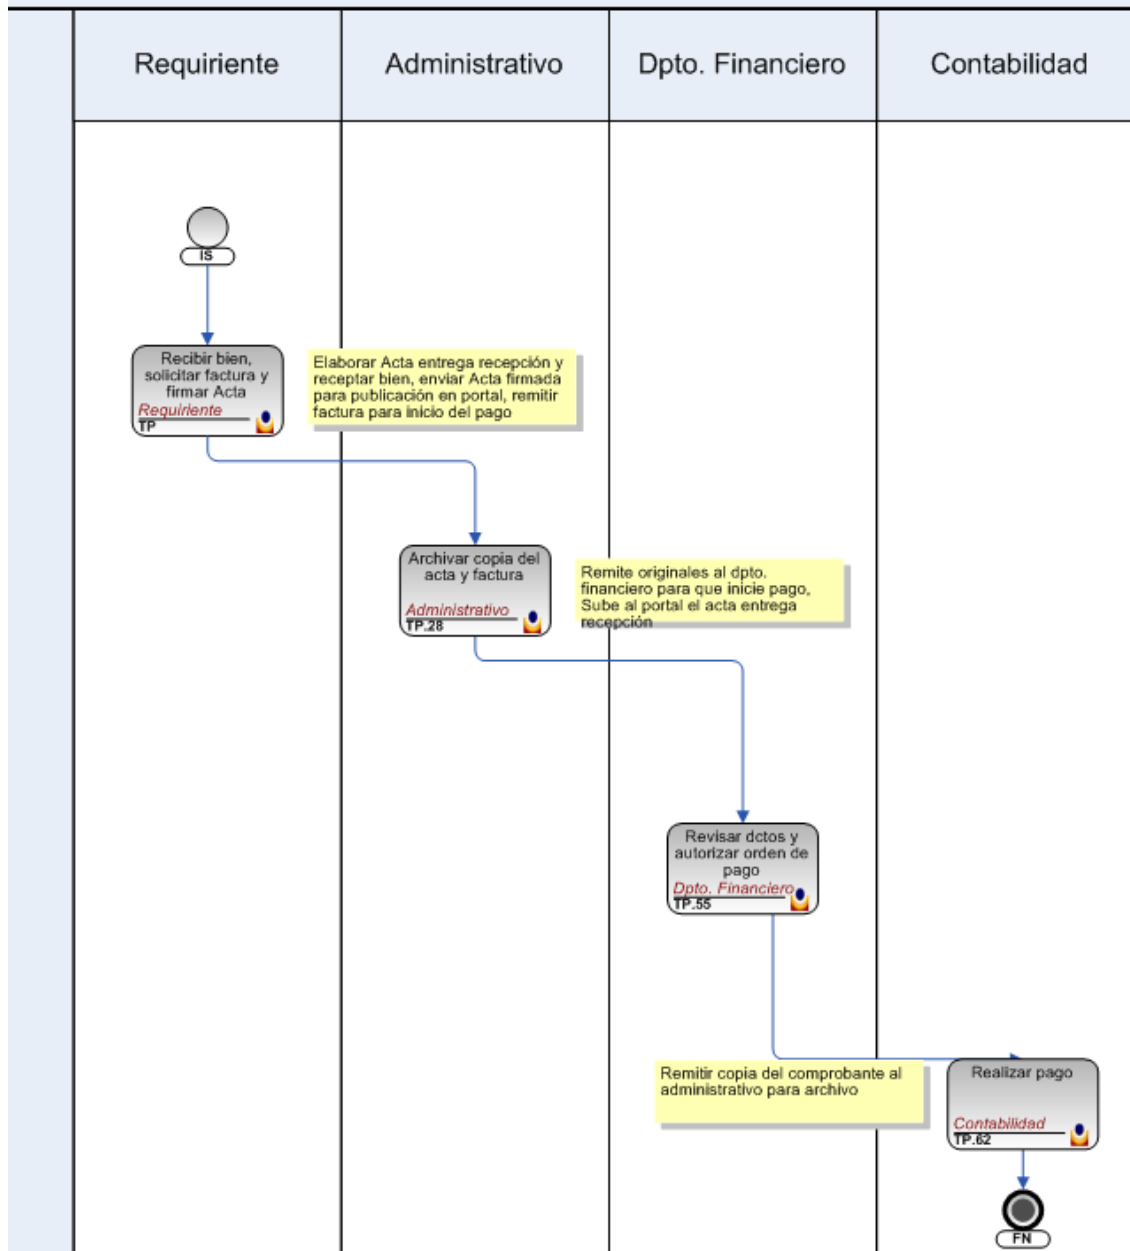 Requiriente
Administrativo
Dpto. Financiero
Contabilidad
IS
Recibir bien,
solicitar factura y
firmar Acta
Requiriente
TP
Elaborar Acta entrega recepción y
receptar bien, enviar Acta firmada
para publicación en portal, remitir
factura para inicio del pago
Archivar copia del
acta y factura
Administrativo
TP.28
Remite originales al dpto.
financiero para que inicie pago,
Sube al portal el acta entrega
recepción
Revisar dctos y
autorizar orden de
pago
Dpto. Financiero
TP.55
Remitir copia del comprobante al
administrativo para archivo
Realizar pago
Contabilidad
TP.62
FN